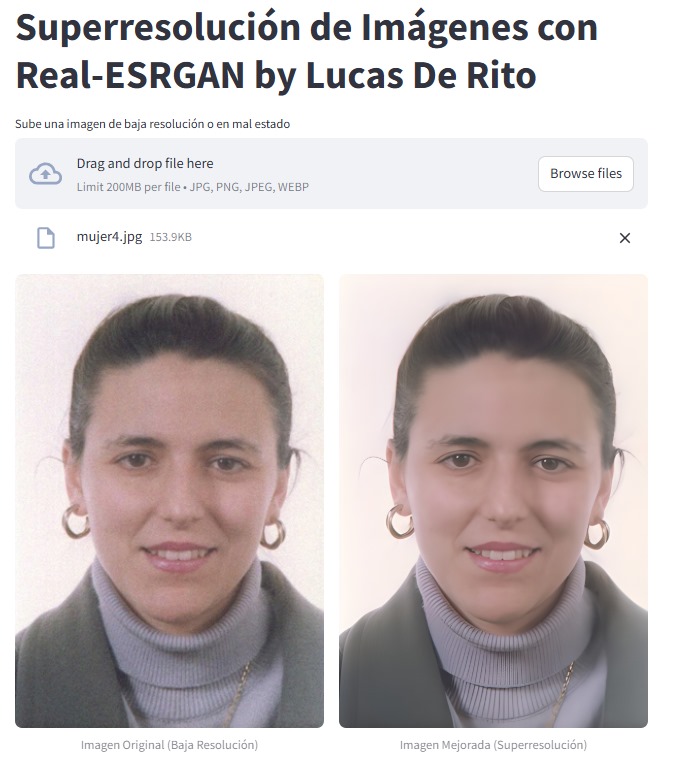 Superresolución de Imágenes con
Real-ESRGAN by Lucas De Rito
Sube una imagen de baja resolución o en mal estado
Drag and drop file here
Limit 200MB per file • JPG, PNG, JPEG, WEBP
Browse files
mujer4.jpg 153.9KB
Imagen Original (Baja Resolución)
Imagen Mejorada (Superresolución)